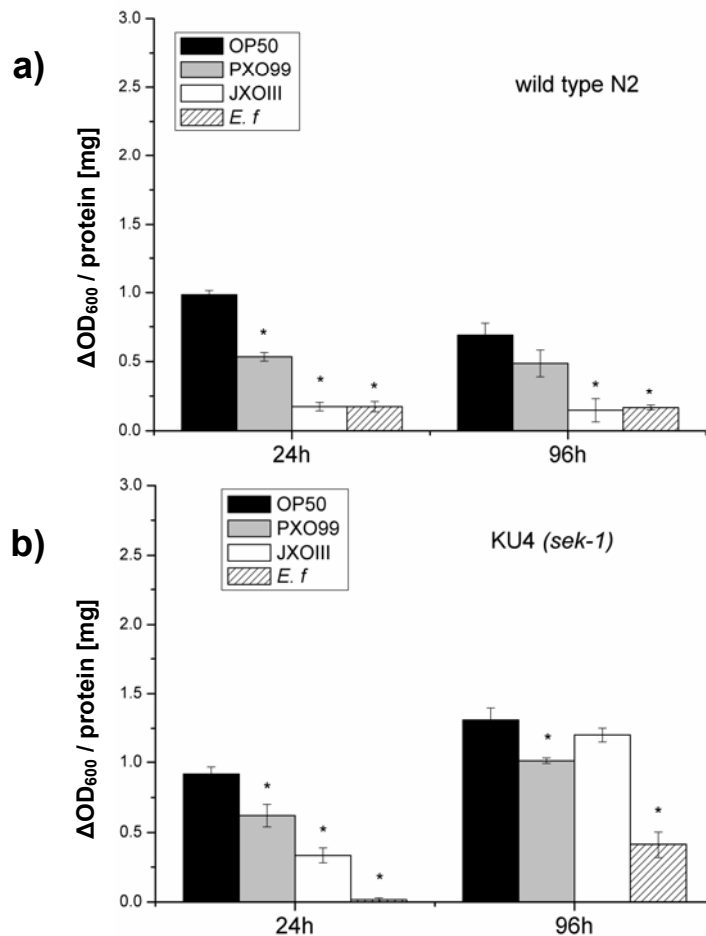 a)
OP50
PXO99
JXOIII
E. f
wild type N2
ΔOD600 / protein [mg]
3.0
2.5
2.0
1.5
1.0
0.5
0.0
*
*
*
*
*
24h
96h
b)
OP50
PXO99
JXOIII
E. f
KU4 (sek-1)
ΔOD600 / protein [mg]
3.0
2.5
2.0
1.5
1.0
0.5
0.0
*
*
*
*
*
24h
96h